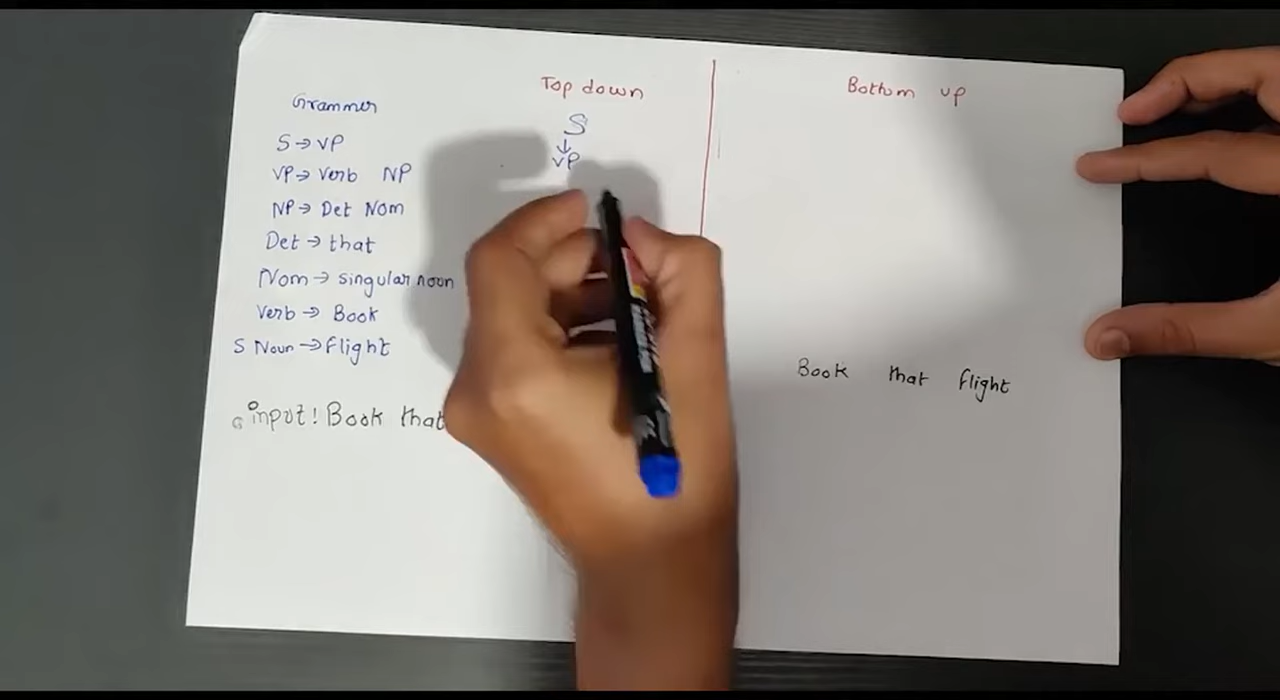 Grammer
S → VP
VP → Verb NP
NP → Det Nom
Det → that
Nom → singular noun
Verb → Book
S Noun → Flight
input! Book that
Top down
S
↓
VP
Bottom up
Book that flight